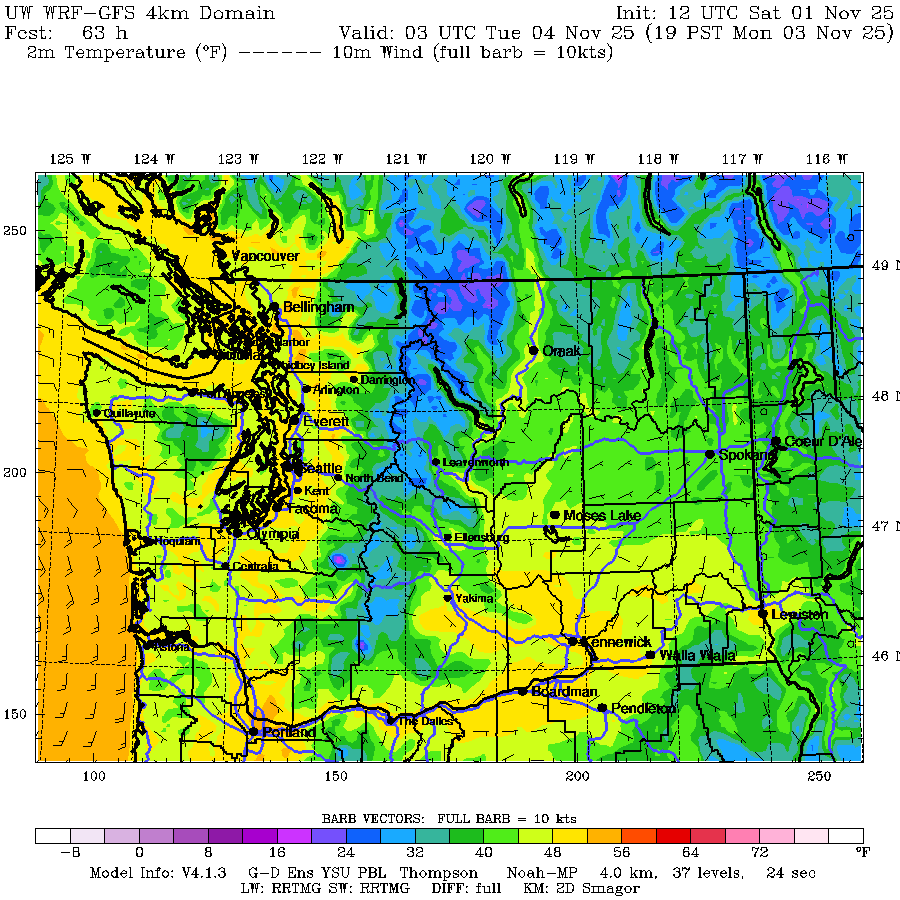 UW WRF-GFS 4km Domain Init: 12 UTC Sat 01 Nov 25
Fcst: 63 h Valid: 03 UTC Tue 04 Nov 25 (19 PST Mon 03 Nov 25)
2m Temperature (°F) ------ 10m Wind (full barb = 10kts)
125 W 124 W 123 W 122 W 121 W 120 W 119 W 118 W 117 W 116 W
250
Vancouver
49 N
Bellingham
Harbor
Omak
Whidbey Island
Darrington
Arlington
Port Angeles
48 N
Quillayute
Everett
Coeur D'Ale
Spokane
Leavenworth
200
Seattle
North Bend
Kent
Tacoma
Moses Lake
47 N
Olympia
Hoquiam
Ellensburg
Centralia
Yakima
Lewiston
Kennewick
Astoria
Walla Walla
46 N
Boardman
Pendleton
150
The Dalles
Portland
100 150 200 250
BARB VECTORS: FULL BARB = 10 kts
-8 0 8 16 24 32 40 48 56 64 72 °F
Model Info: V4.1.3 G-D Ens YSU PBL Thompson Noah-MP 4.0 km, 37 levels, 24 sec
LW: RRTMG SW: RRTMG DIFF: full KM: 2D Smagor